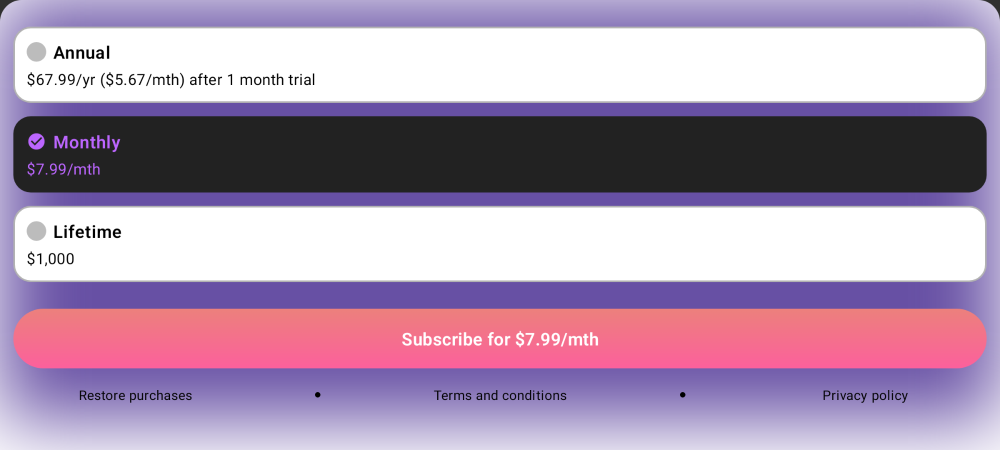 Annual
$67.99/yr ($5.67/mth) after 1 month trial
Monthly
$7.99/mth
Lifetime
$1,000
Subscribe for $7.99/mth
Restore purchases • Terms and conditions • Privacy policy